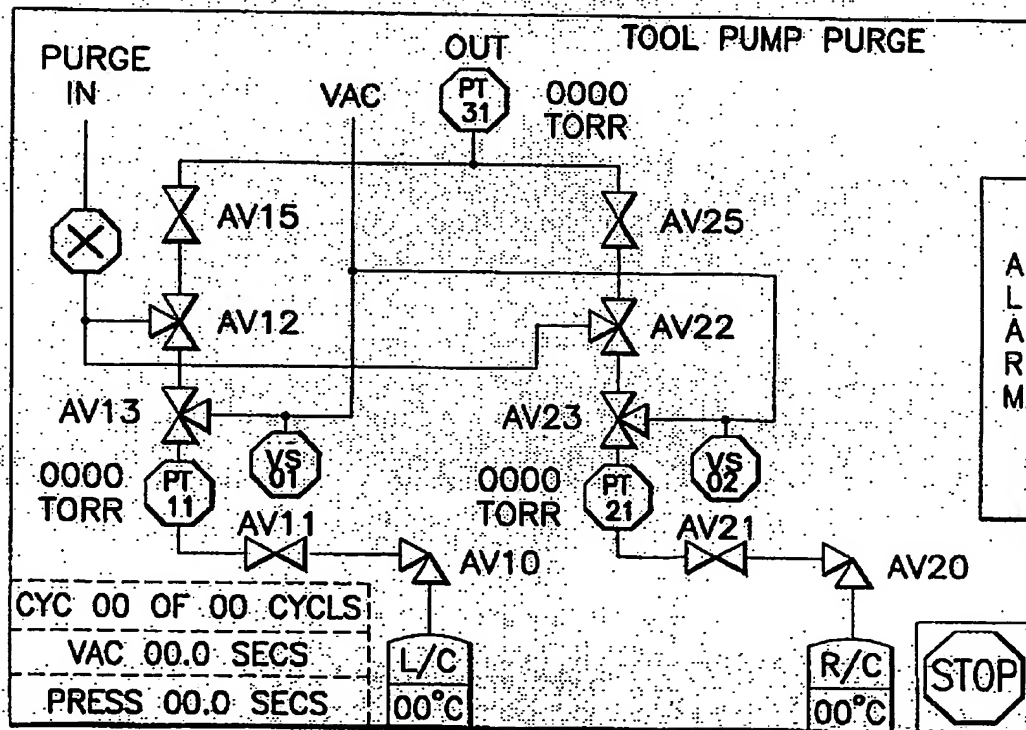 TOOL PUMP PURGE
PURGE
IN
VAC
OUT
PT
31
0000
TORR
AV15
AV25
AV12
AV22
AV13
AV23
VS
01
VS
02
0000
TORR
PT
11
0000
TORR
PT
21
AV11
AV10
AV21
AV20
ALARM
CYC 00 OF 00 CYCLS
VAC 00.0 SECS
PRESS 00.0 SECS
L/C
00°C
R/C
00°C
STOP